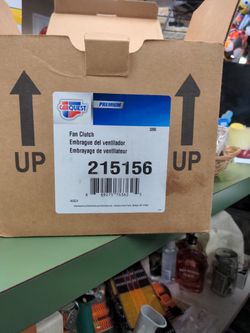 CARQUEST
PREMIUM
Fan Clutch
Embrague del ventilador
Embrayage de ventilateur
UP
215156
UP